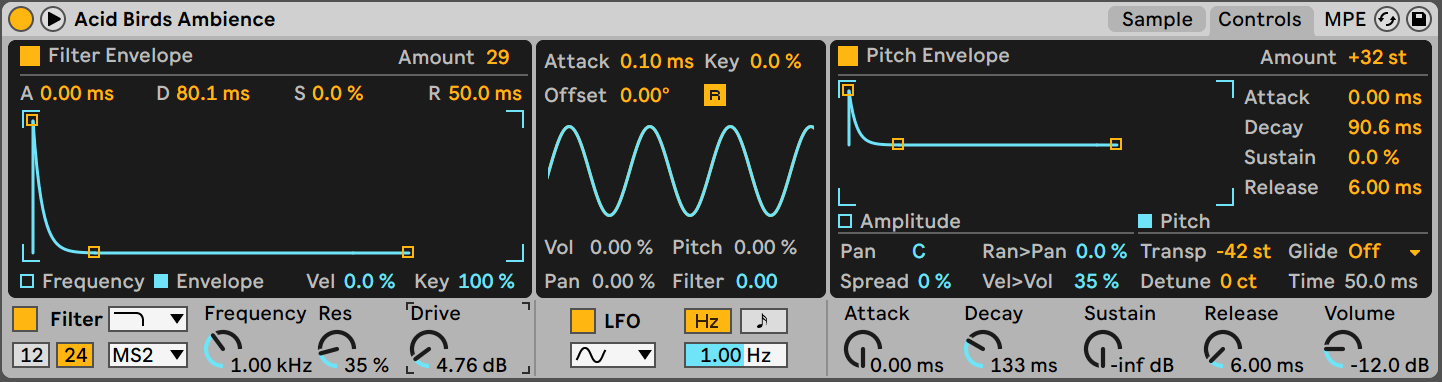 Acid Birds Ambience Sample Controls MPE
Filter Envelope Amount 29
A 0.00 ms D 80.1 ms S 0.0 % R 50.0 ms
Frequency Envelope Vel 0.0 % Key 100 %
Attack 0.10 ms Key 0.0 %
Offset 0.00° R
Vol 0.00 % Pitch 0.00 %
Pan 0.00 % Filter 0.00
Pitch Envelope Amount +32 st
Attack 0.00 ms
Decay 90.6 ms
Sustain 0.0 %
Release 6.00 ms
Amplitude Pitch
Pan C Ran>Pan 0.0 % Transp -42 st Glide Off
Spread 0 % Vel>Vol 35 % Detune 0 ct Time 50.0 ms
Filter Frequency Res Drive
12 24 MS2 1.00 kHz 35 % 4.76 dB
LFO Hz
1.00 Hz
Attack Decay Sustain Release Volume
0.00 ms 133 ms -inf dB 6.00 ms -12.0 dB